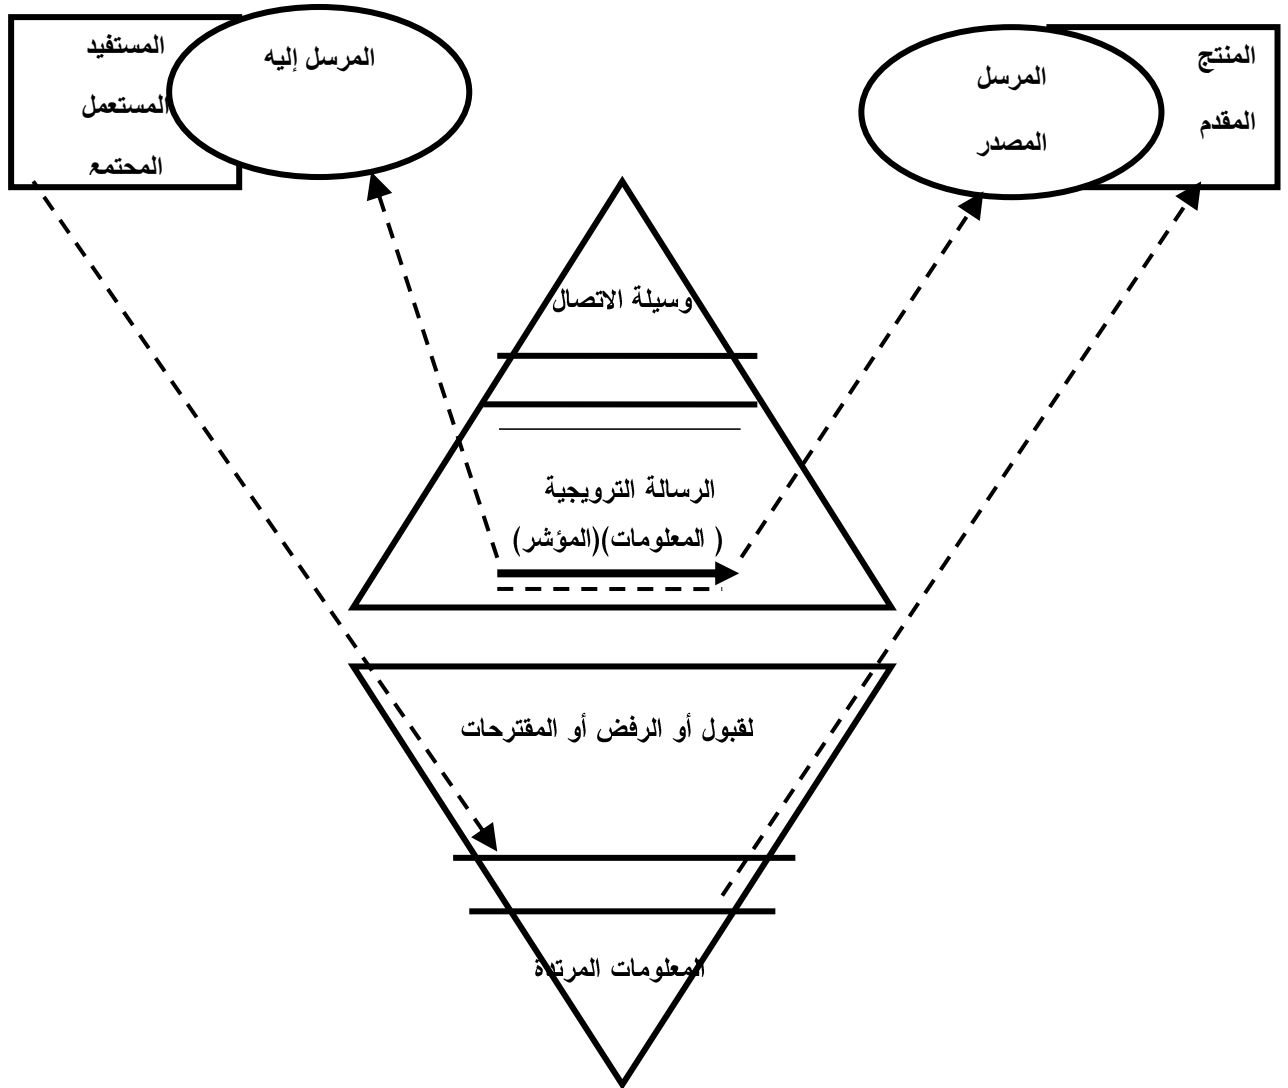 المنتج
المقدم
المرسل
المصدر
المرسل إليه
المستفيد
المستعمل
المجتمع
وسيلة الاتصال
الرسالة الترويجية
( المعلومات)(المؤشر)
لقبول أو الرفض أو المقترحات
المعلومات المرتدة